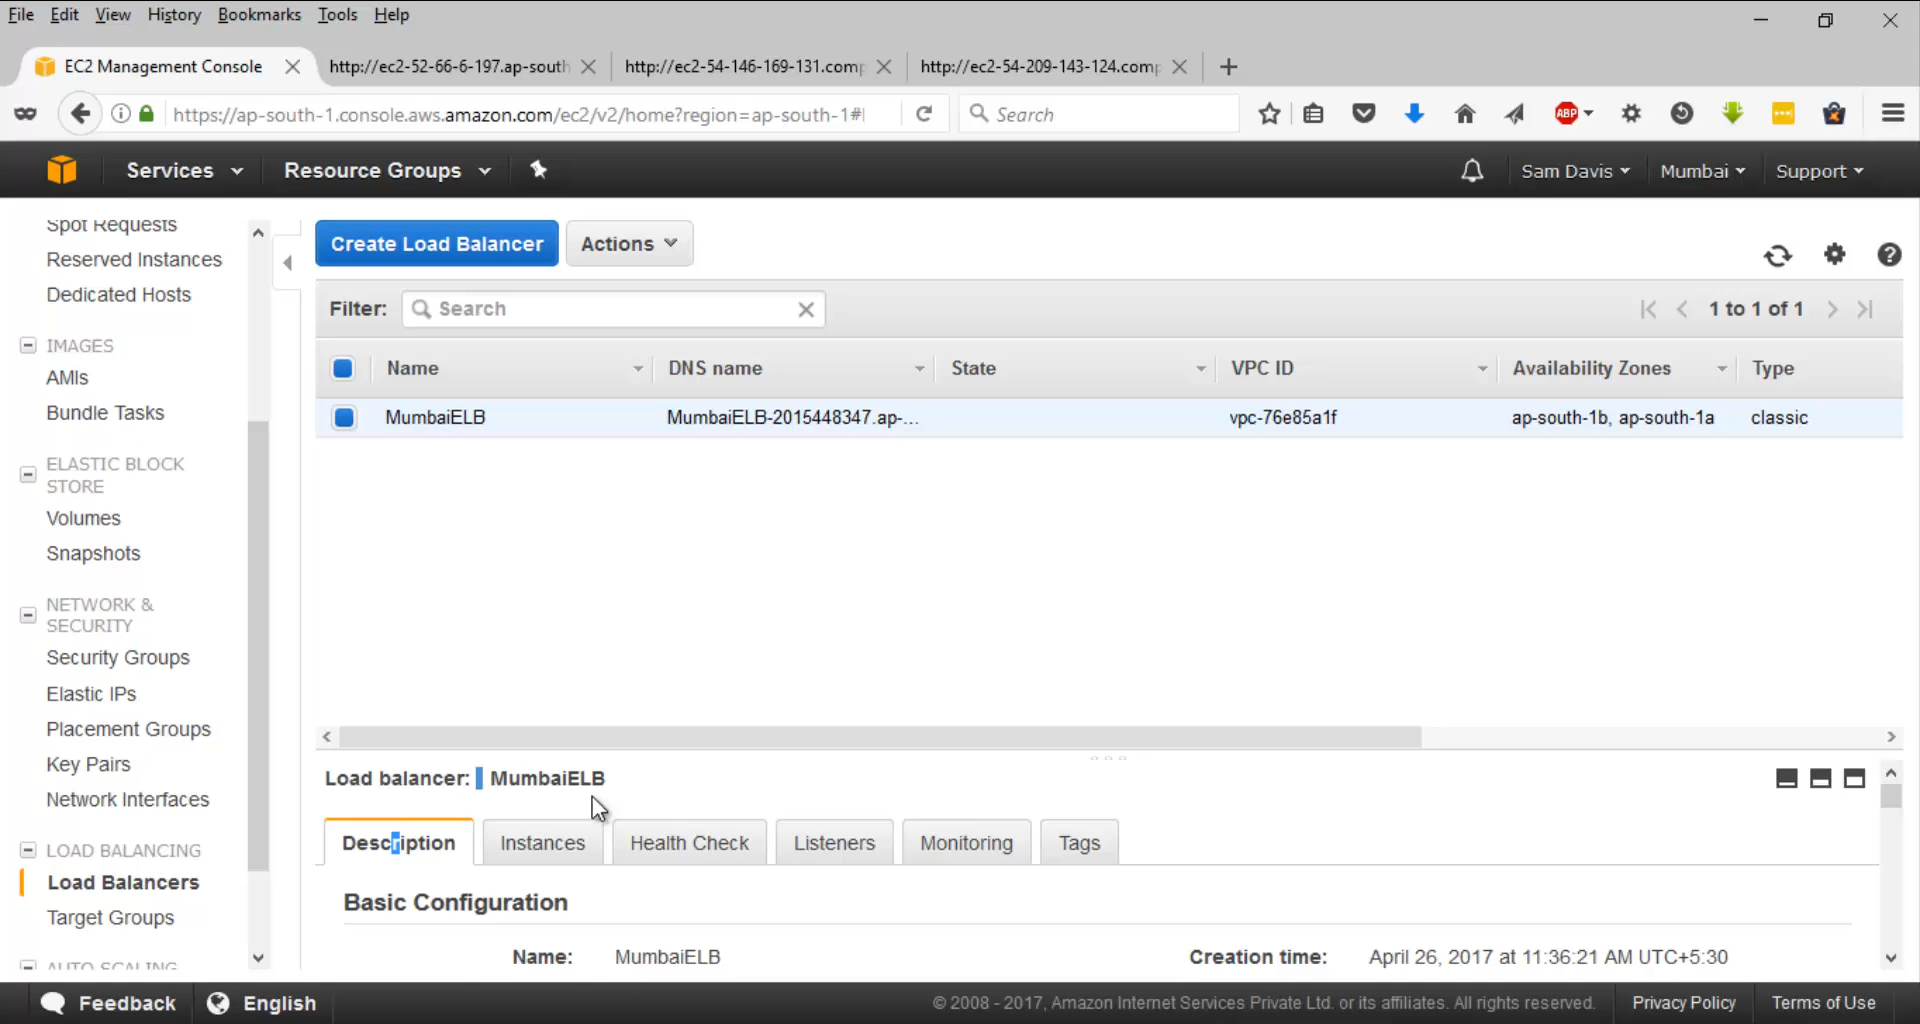 File Edit View History Bookmarks Tools Help
EC2 Management Console
http://ec2-52-66-6-197.ap-south
http://ec2-54-146-169-131.comp
http://ec2-54-209-143-124.comp
https://ap-south-1.console.aws.amazon.com/ec2/v2/home?region=ap-south-1#
Search
ABP
Services
Resource Groups
Sam Davis
Mumbai
Support
Spot Requests
Reserved Instances
Dedicated Hosts
IMAGES
AMIs
Bundle Tasks
ELASTIC BLOCK
STORE
Volumes
Snapshots
NETWORK &
SECURITY
Security Groups
Elastic IPs
Placement Groups
Key Pairs
Network Interfaces
LOAD BALANCING
Load Balancers
Target Groups
AUTO SCALING
Create Load Balancer
Actions
Filter: Search
1 to 1 of 1
Name DNS name State VPC ID Availability Zones Type
MumbaiELB MumbaiELB-2015448347.ap-... vpc-76e85a1f ap-south-1b, ap-south-1a classic
Load balancer: MumbaiELB
Description Instances Health Check Listeners Monitoring Tags
Basic Configuration
Name: MumbaiELB Creation time: April 26, 2017 at 11:36:21 AM UTC+5:30
Feedback English © 2008 - 2017, Amazon Internet Services Private Ltd. or its affiliates. All rights reserved. Privacy Policy Terms of Use